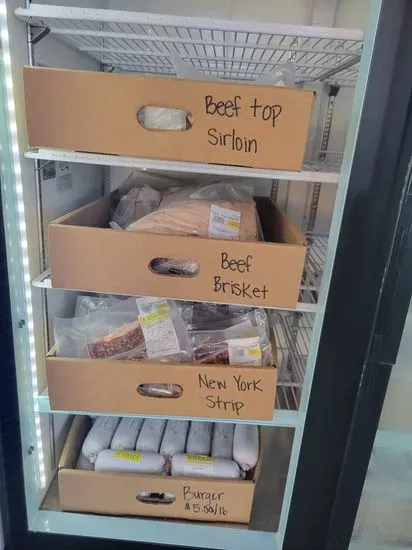 Beef top
Sirloin
Beef
Brisket
New York
Strip
Burger
$5.00/lb